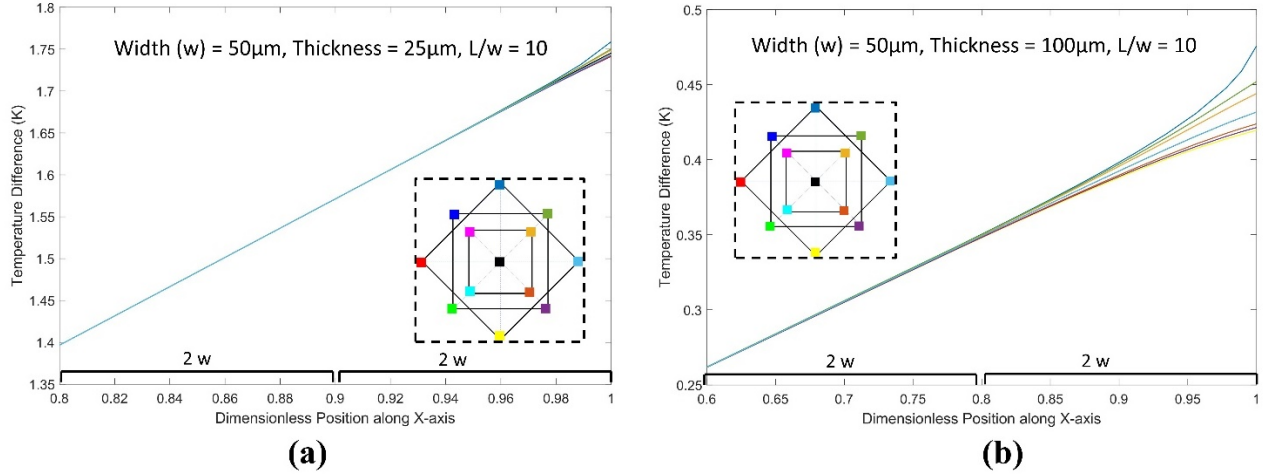 Width (w) = 50µm, Thickness = 25µm, L/w = 10
Temperature Difference (K)
1.8
1.75
1.7
1.65
1.6
1.55
1.5
1.45
1.4
1.35
2 w
2 w
0.8 0.82 0.84 0.86 0.88 0.9 0.92 0.94 0.96 0.98 1
Dimensionless Position along X-axis
(a)
Width (w) = 50µm, Thickness = 100µm, L/w = 10
Temperature Difference (K)
0.5
0.45
0.4
0.35
0.3
0.25
2 w
2 w
0.6 0.65 0.7 0.75 0.8 0.85 0.9 0.95 1
Dimensionless Position along X-axis
(b)